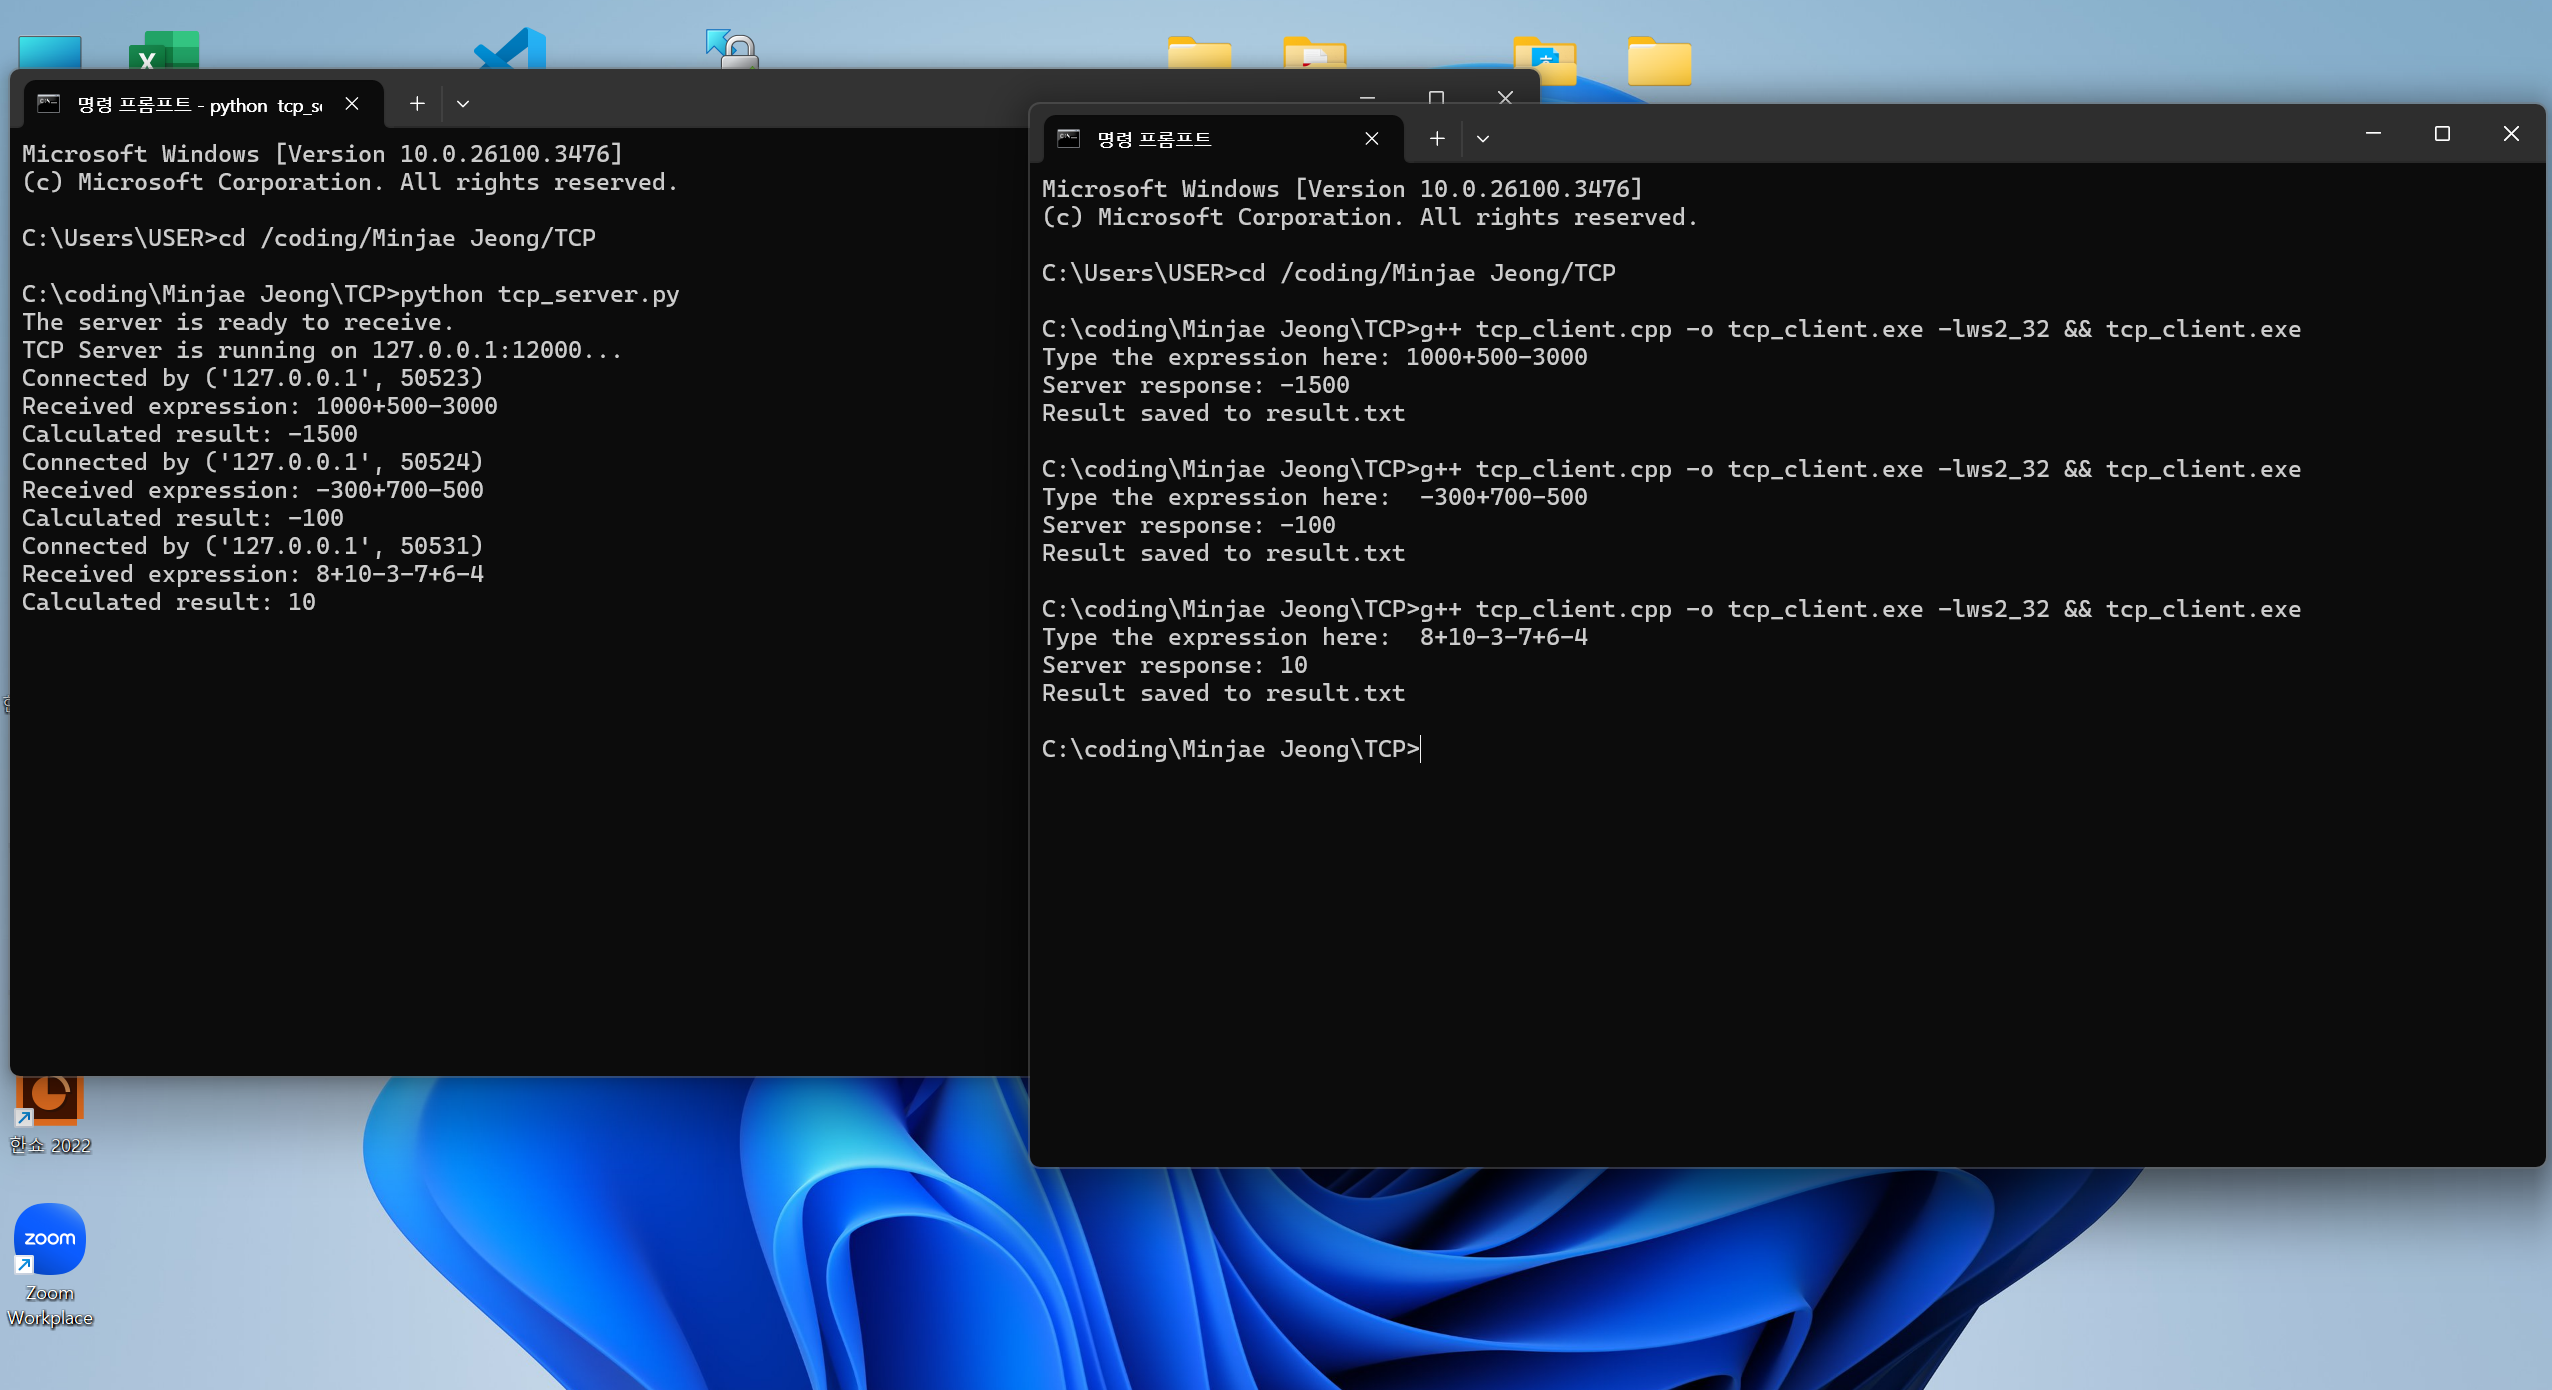 명령 프롬프트 - python  tcp_s
Microsoft Windows [Version 10.0.26100.3476]
(c) Microsoft Corporation. All rights reserved.
C:\Users\USER>cd /coding/Minjae Jeong/TCP
C:\coding\Minjae Jeong\TCP>python tcp_server.py
The server is ready to receive.
TCP Server is running on 127.0.0.1:12000...
Connected by ('127.0.0.1', 50523)
Received expression: 1000+500-3000
Calculated result: -1500
Connected by ('127.0.0.1', 50524)
Received expression: -300+700-500
Calculated result: -100
Connected by ('127.0.0.1', 50531)
Received expression: 8+10-3-7+6-4
Calculated result: 10
명령 프롬프트
Microsoft Windows [Version 10.0.26100.3476]
(c) Microsoft Corporation. All rights reserved.
C:\Users\USER>cd /coding/Minjae Jeong/TCP
C:\coding\Minjae Jeong\TCP>g++ tcp_client.cpp -o tcp_client.exe -lws2_32 && tcp_client.exe
Type the expression here: 1000+500-3000
Server response: -1500
Result saved to result.txt
C:\coding\Minjae Jeong\TCP>g++ tcp_client.cpp -o tcp_client.exe -lws2_32 && tcp_client.exe
Type the expression here:  -300+700-500
Server response: -100
Result saved to result.txt
C:\coding\Minjae Jeong\TCP>g++ tcp_client.cpp -o tcp_client.exe -lws2_32 && tcp_client.exe
Type the expression here:  8+10-3-7+6-4
Server response: 10
Result saved to result.txt
C:\coding\Minjae Jeong\TCP>
한쇼 2022
zoom
Zoom
Workplace